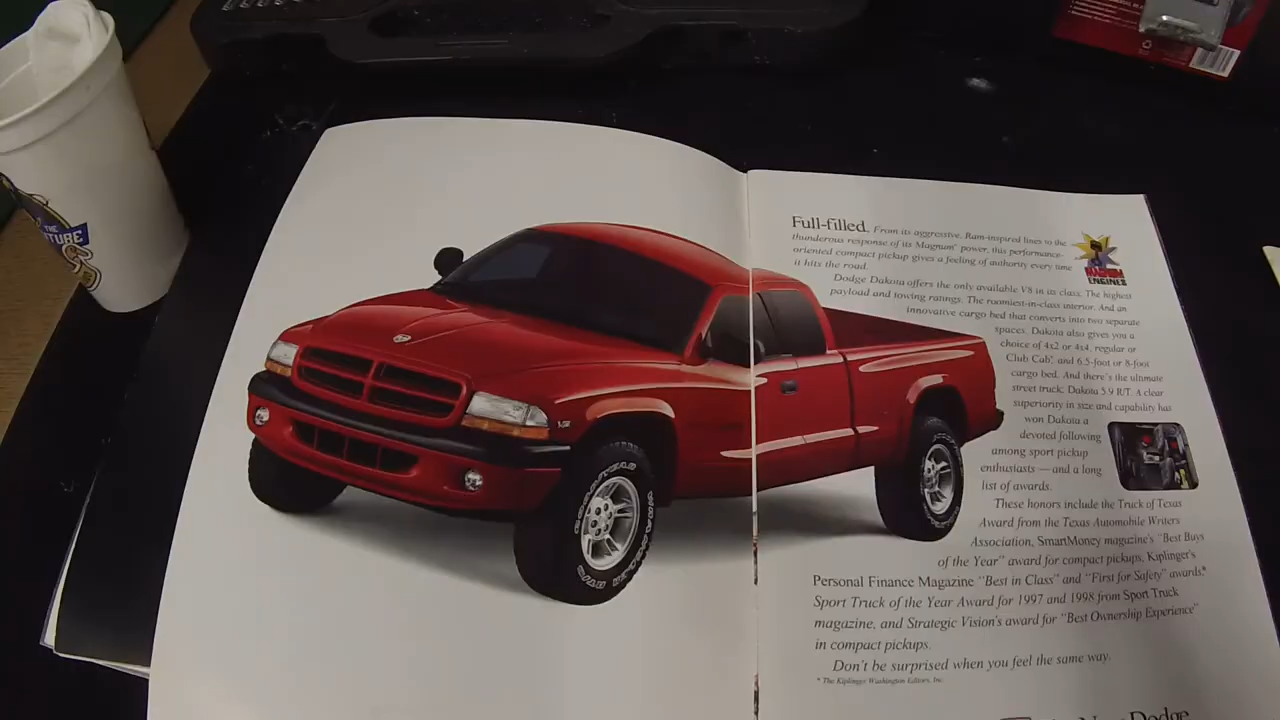 THE
TURE
Full-filled. From its aggressive, Ram-inspired lines to the
thunderous response of its Magnum® power, this performance-
oriented compact pickup gives a feeling of authority every time
it hits the road.
MAGNUM
ENGINES
Dodge Dakota offers the only available V8 in its class. The highest
payload and towing ratings. The roomiest-in-class interior. And an
innovative cargo bed that converts into two separate
spaces. Dakota also gives you a
choice of 4x2 or 4x4, regular or
Club Cab®, and 6.5-foot or 8-foot
cargo bed. And there's the ultimate
street truck: Dakota 5.9 R/T. A clear
superiority in size and capability has
won Dakota a
devoted following
among sport pickup
enthusiasts — and a long
list of awards.
These honors include the Truck of Texas
Award from the Texas Automobile Writers
Association, SmartMoney magazine's "Best Buys
of the Year" award for compact pickups, Kiplinger's
Personal Finance Magazine "Best in Class" and "First for Safety" awards,*
Sport Truck of the Year Award for 1997 and 1998 from Sport Truck
magazine, and Strategic Vision's award for "Best Ownership Experience"
in compact pickups.
Don't be surprised when you feel the same way.
* The Kiplinger Washington Editors, Inc.
New Dodge